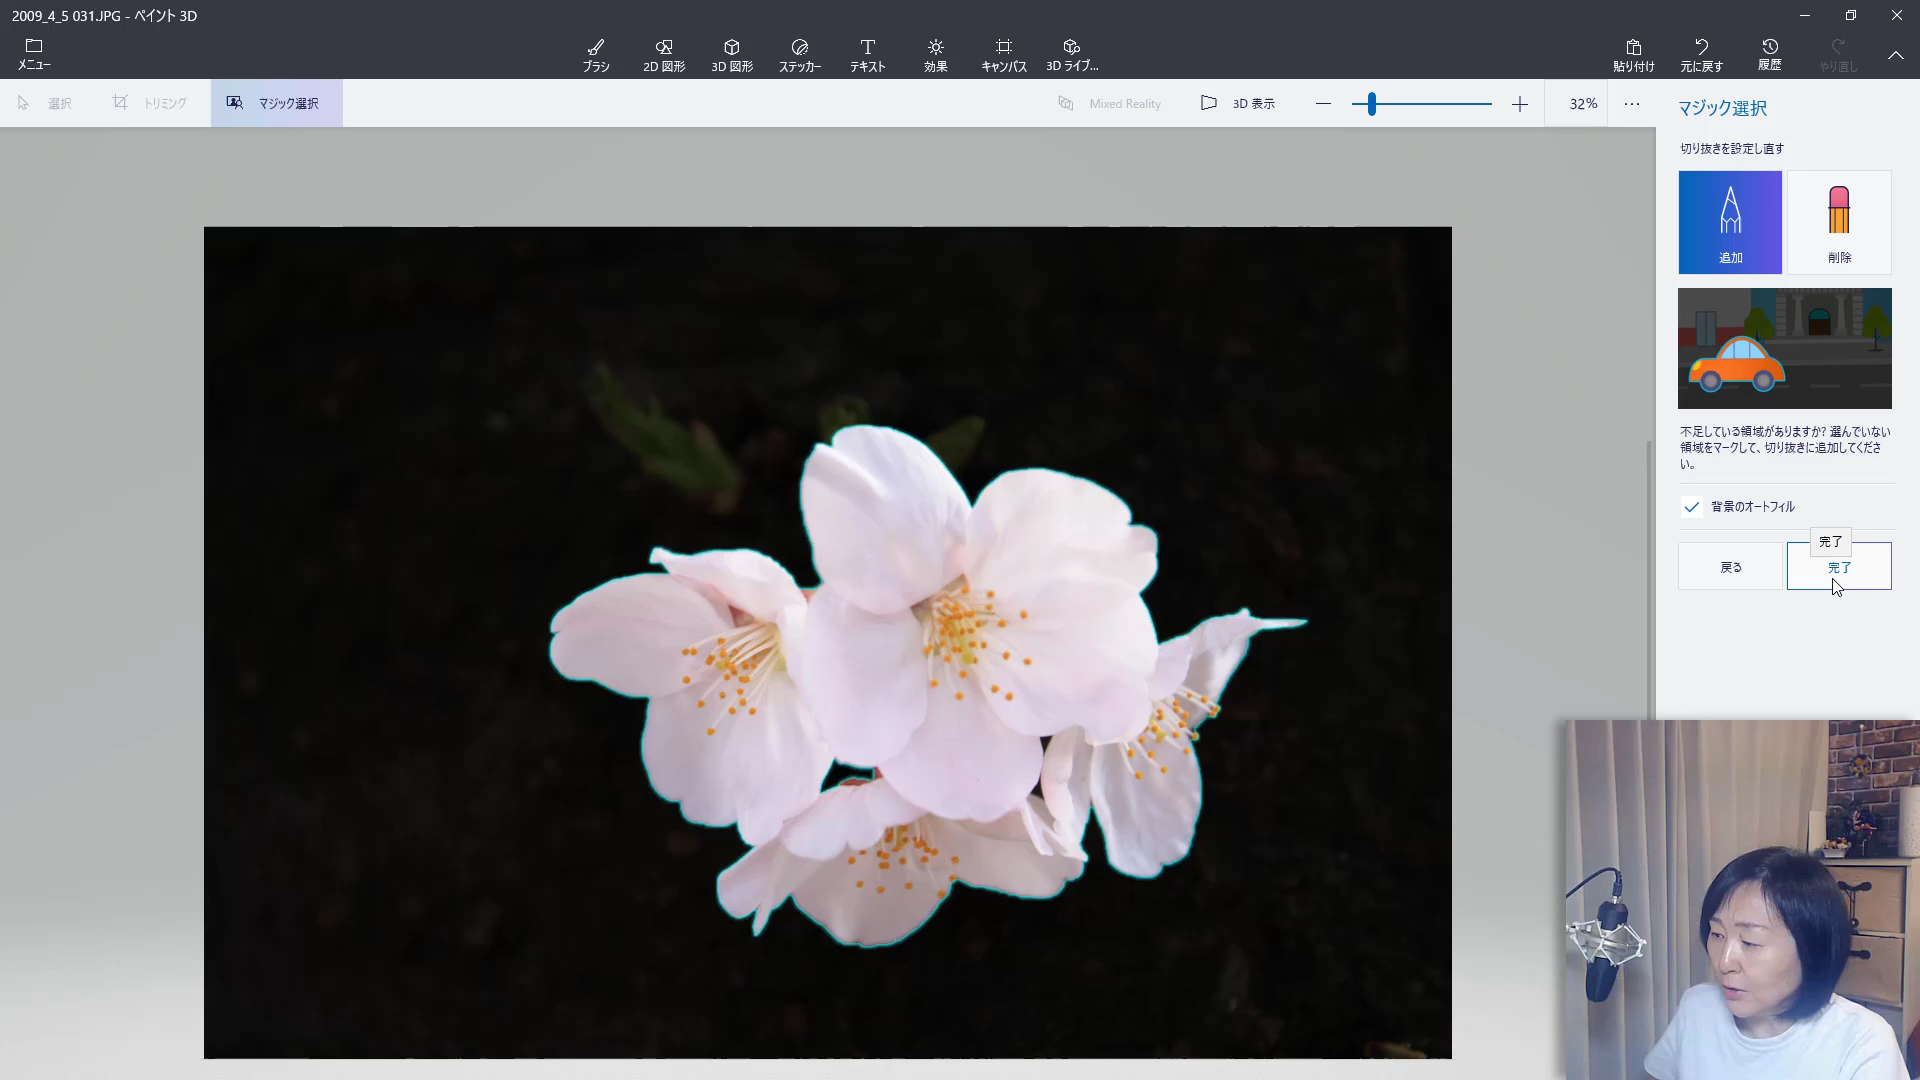 2009_4_5 031.JPG - ペイント 3D
メニュー
ブラシ
2D 図形
3D 図形
ステッカー
テキスト
効果
キャンバス
3D ライブ...
貼り付け
元に戻す
履歴
やり直し
選択
トリミング
マジック選択
Mixed Reality
3D 表示
32%
マジック選択
切り抜きを設定し直す
追加
削除
不足している領域がありますか? 選んでいない
領域をマークして、切り抜きに追加してくださ
い。
背景のオートフィル
完了
戻る
完了